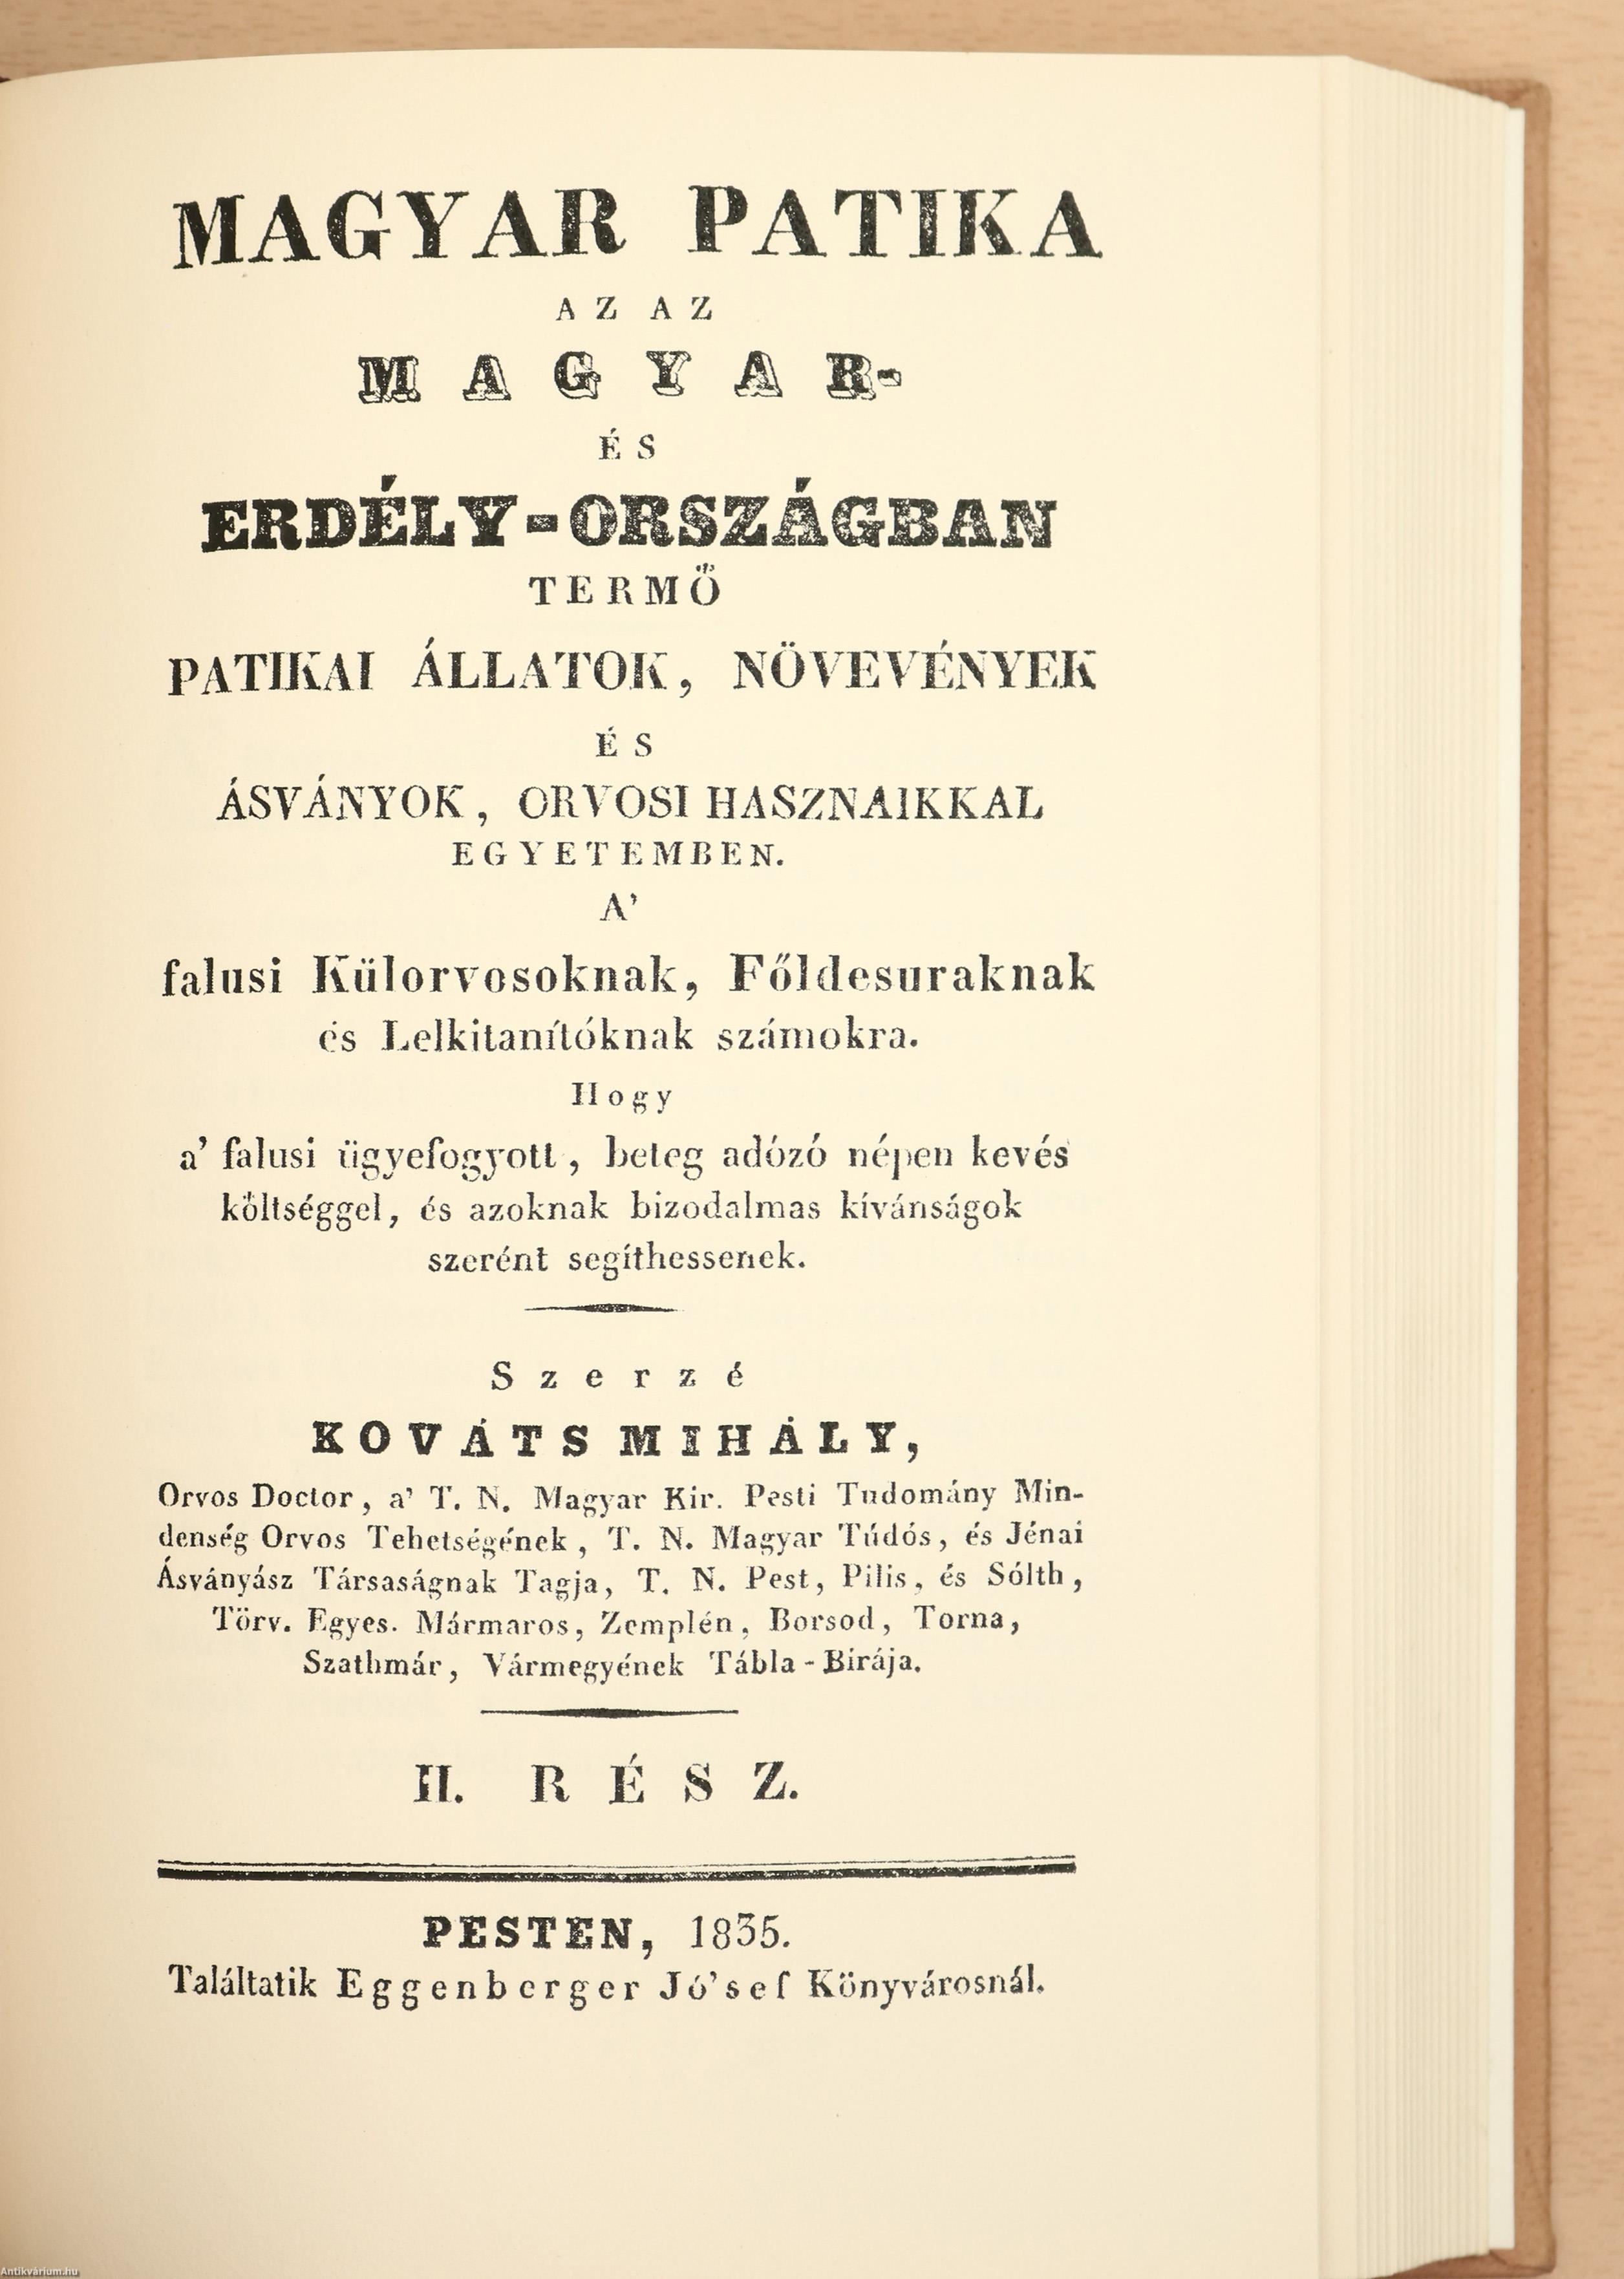 MAGYAR PATIKA
AZAZ
MAGYAR-
ÉS
ERDÉLY-ORSZÁGBAN
TERMŐ
PATIKAI ÁLLATOK, NÖVEVÉNYEK
ÉS
ÁSVÁNYOK, ORVOSI HASZNAIKKAL
EGYETEMBEN.
A'
falusi Külorvosoknak, Főldesuraknak
és Lelkitanítóknak számokra.
Hogy
a' falusi ügyefogyott, beteg adózó népen kevés
kőltséggel, és azoknak bizodalmas kívánságok
szerént segíthessenek.
Szerzé
KOVÁTS MIHÁLY,
Orvos Doctor, a' T. N. Magyar Kir. Pesti Tudomány Min-
denség Orvos Tehetségének, T. N. Magyar Túdós, és Jénai
Ásványász Társaságnak Tagja, T. N. Pest, Pilis, és Sólth,
Törv. Egyes. Mármaros, Zemplén, Borsod, Torna,
Szathmár, Vármegyének Tábla-Birája.
II. RÉSZ.
PESTEN, 1835.
Találtatik Eggenberger Jó'sef Könyvárosnál.
Antikvárium.hu